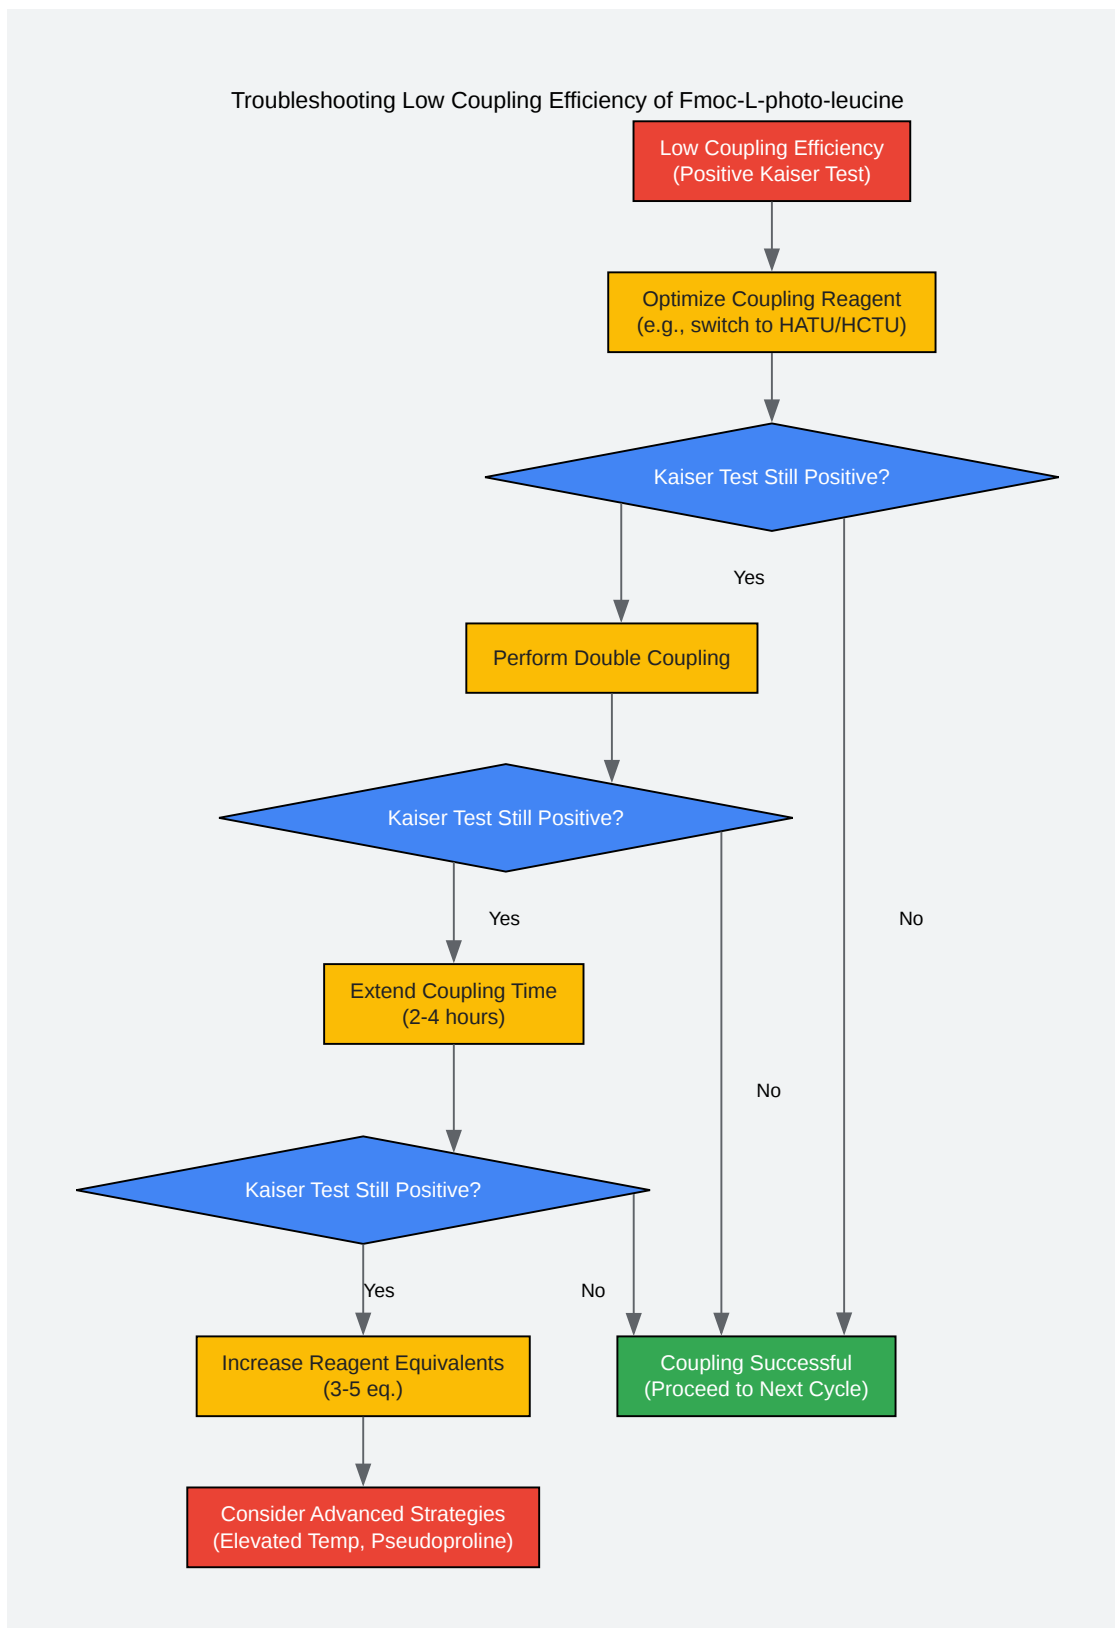 Troubleshooting Low Coupling Efficiency of Fmoc-L-photo-leucine
Low Coupling Efficiency
(Positive Kaiser Test)
Optimize Coupling Reagent
(e.g., switch to HATU/HCTU)
Kaiser Test Still Positive?
Yes
Perform Double Coupling
Kaiser Test Still Positive?
Yes
No
Extend Coupling Time
(2-4 hours)
No
Kaiser Test Still Positive?
Yes
No
Increase Reagent Equivalents
(3-5 eq.)
Coupling Successful
(Proceed to Next Cycle)
Consider Advanced Strategies
(Elevated Temp, Pseudoproline)